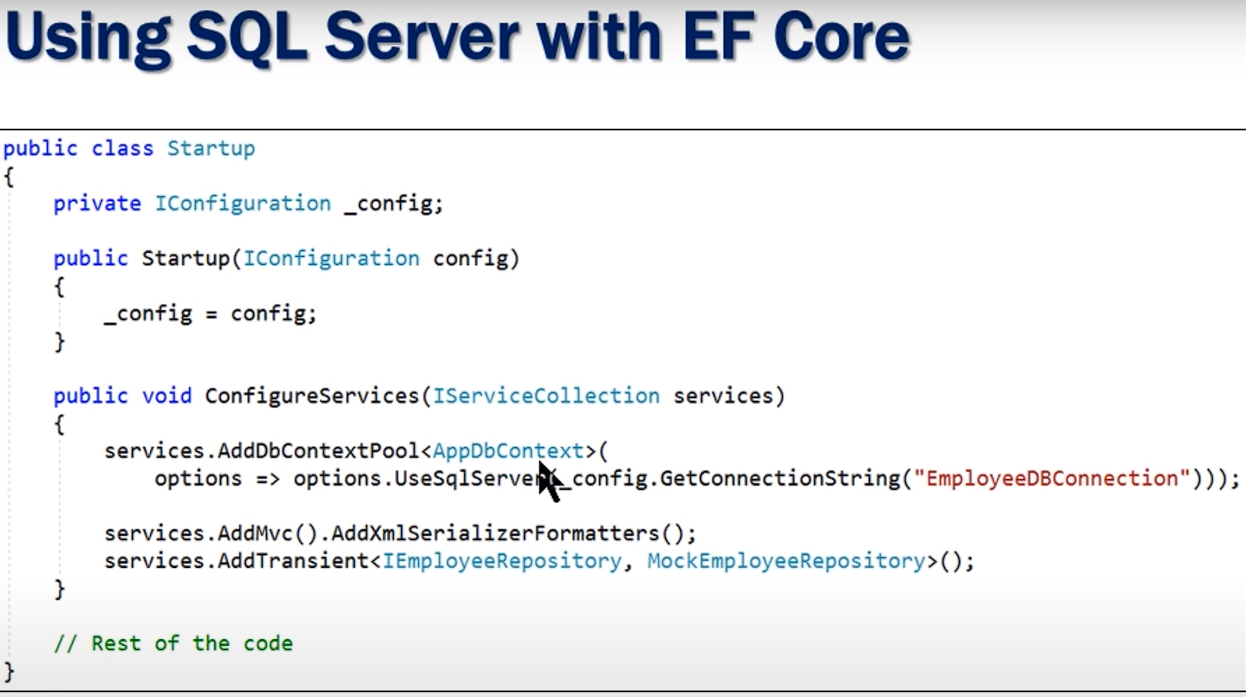 Using SQL Server with EF Core
public class Startup
{
    private IConfiguration _config;

    public Startup(IConfiguration config)
    {
        _config = config;
    }

    public void ConfigureServices(IServiceCollection services)
    {
        services.AddDbContextPool<AppDbContext>(
            options => options.UseSqlServer(_config.GetConnectionString("EmployeeDBConnection")));

        services.AddMvc().AddXmlSerializerFormatters();
        services.AddTransient<IEmployeeRepository, MockEmployeeRepository>();
    }

    // Rest of the code
}